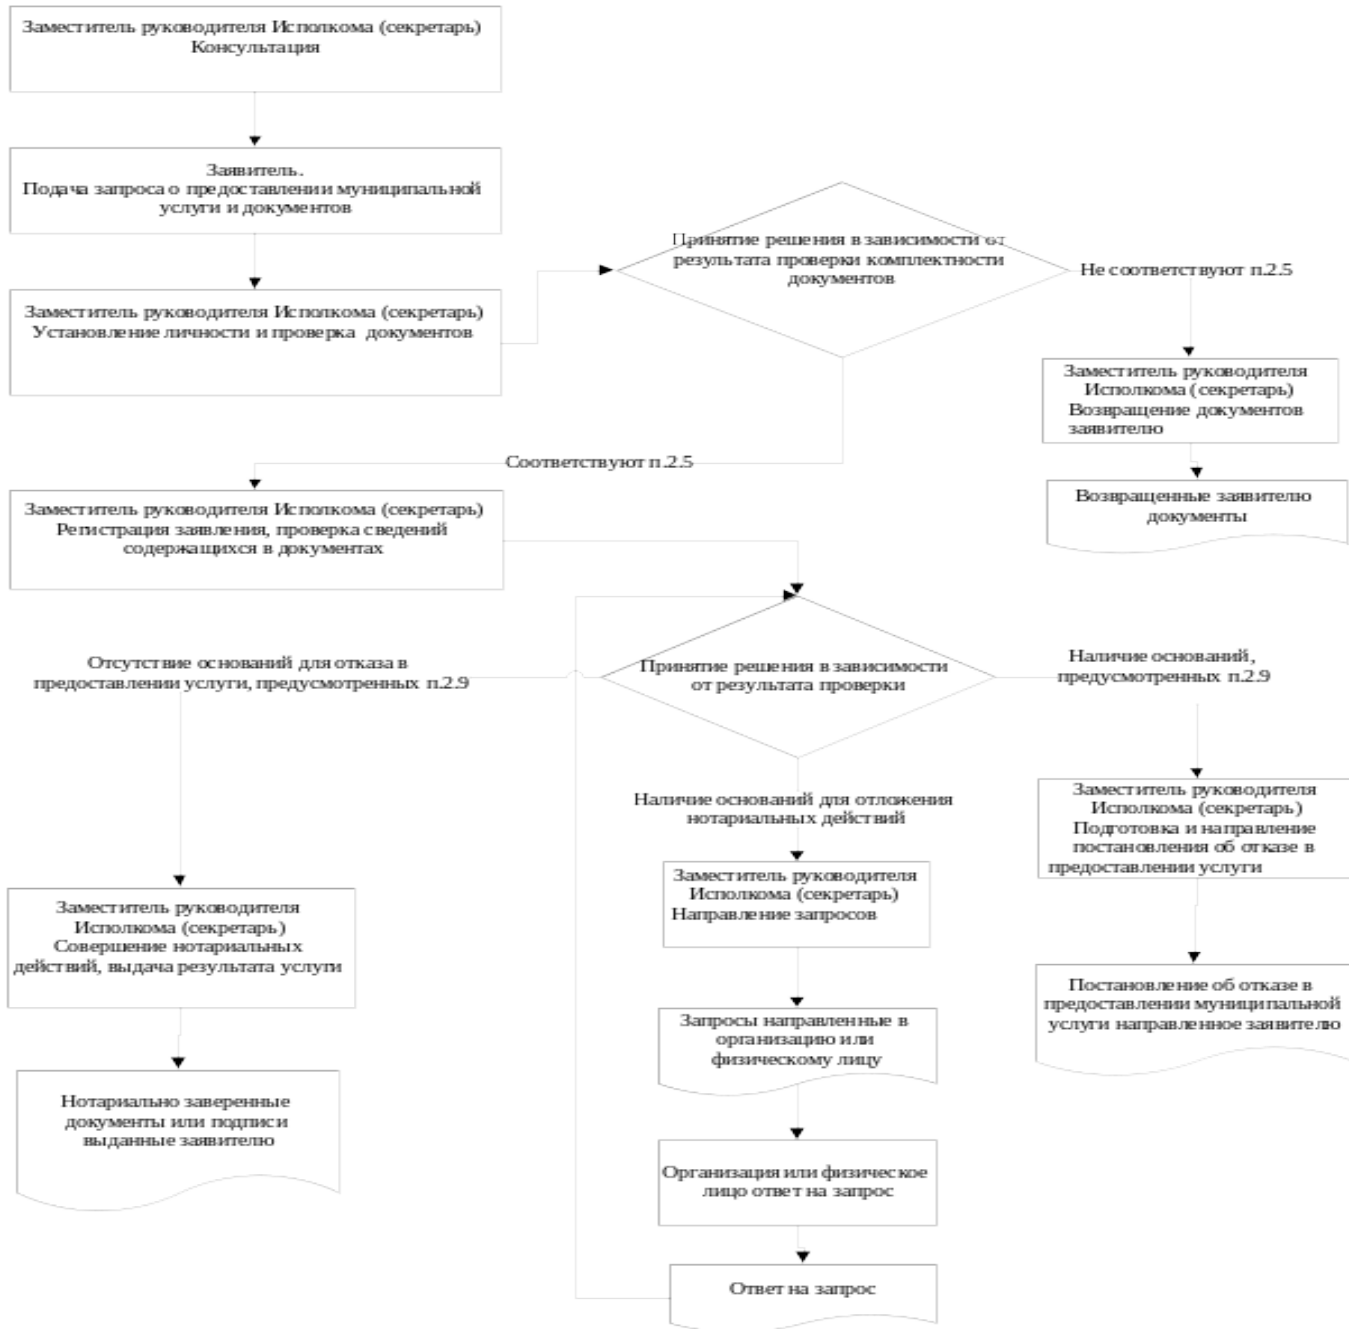 Заместитель руководителя Исполкома (секретарь)
Консультация
Заявитель.
Подача запроса о предоставлении муниципальной
услуги и документов
Заместитель руководителя Исполкома (секретарь)
Установление личности и проверка документов
Принятие решения в зависимости от
результата проверки комплектности
документов
Не соответствуют п.2.5
Заместитель руководителя
Исполкома (секретарь)
Возвращение документов
заявителю
Возвращенные заявителю
документы
Соответствуют п.2.5
Заместитель руководителя Исполкома (секретарь)
Регистрация заявления, проверка сведений
содержащихся в документах
Принятие решения в зависимости
от результата проверки
Отсутствие оснований для отказа в
предоставлении услуги, предусмотренных п.2.9
Наличие оснований,
предусмотренных п.2.9
Наличие оснований для отложения
нотариальных действий
Заместитель руководителя
Исполкома (секретарь)
Совершение нотариальных
действий, выдача результата услуги
Нотариально заверенные
документы или подписи
выданные заявителю
Заместитель руководителя
Исполкома (секретарь)
Направление запросов
Запросы направленные в
организацию или
физическому лицу
Организация или физическое
лицо ответ на запрос
Ответ на запрос
Заместитель руководителя
Исполкома (секретарь)
Подготовка и направление
постановления об отказе в
предоставлении услуги
Постановление об отказе в
предоставлении муниципальной
услуги направленное заявителю